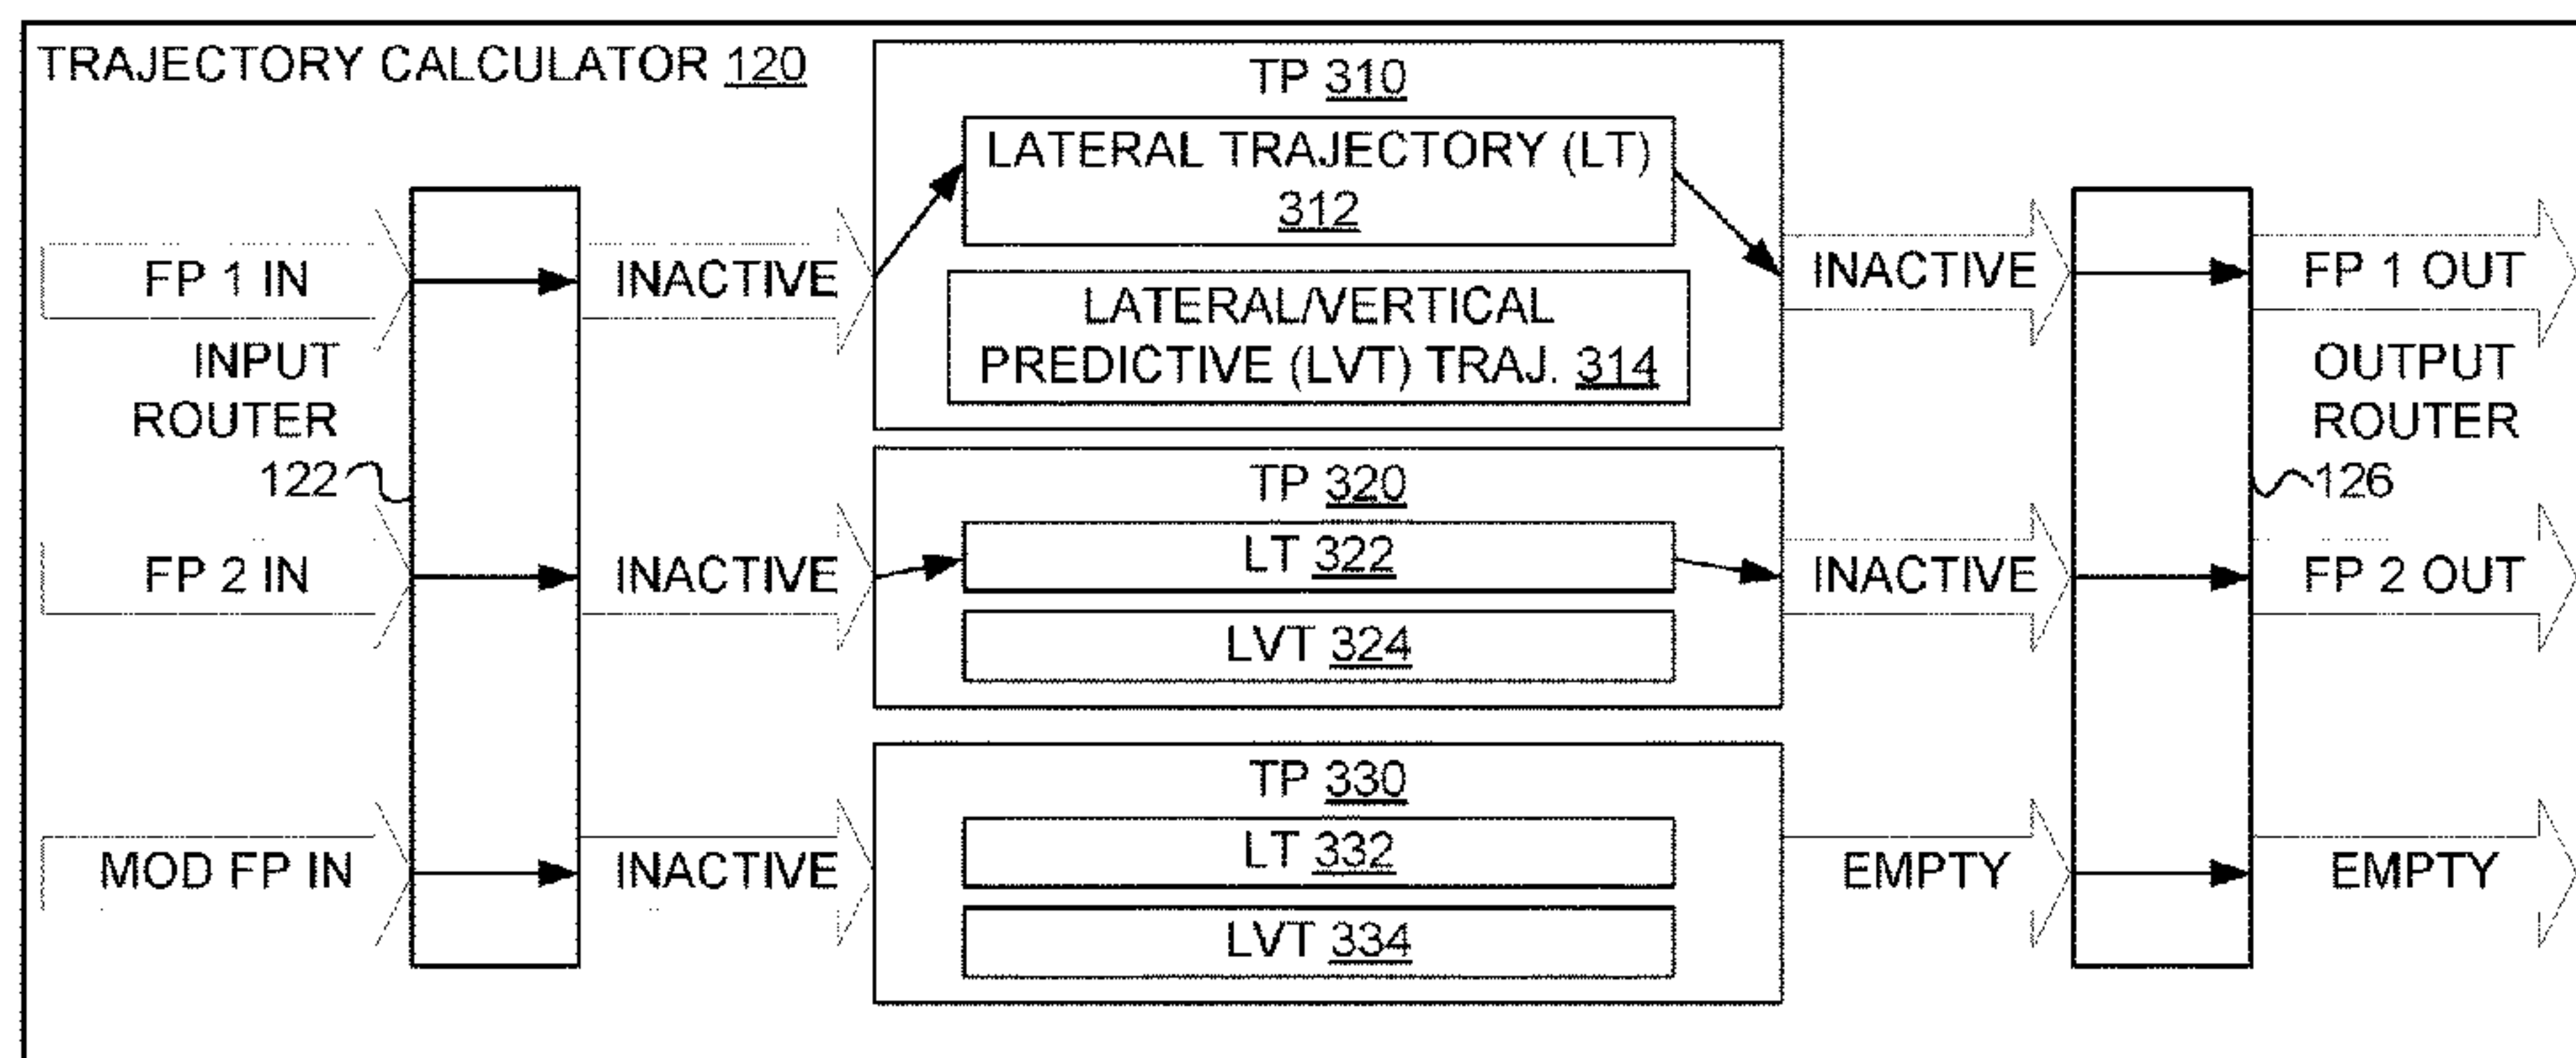 TRAJECTORY CALCULATOR 120
TP 310
LATERAL TRAJECTORY (LT)
312
FP 1 IN
INACTIVE
INACTIVE
FP 1 OUT
LATERAL/VERTICAL
PREDICTIVE (LVT) TRAJ. 314
INPUT
ROUTER
122
OUTPUT
ROUTER
126
TP 320
LT 322
FP 2 IN
INACTIVE
INACTIVE
FP 2 OUT
LVT 324
TP 330
LT 332
MOD FP IN
INACTIVE
EMPTY
EMPTY
LVT 334